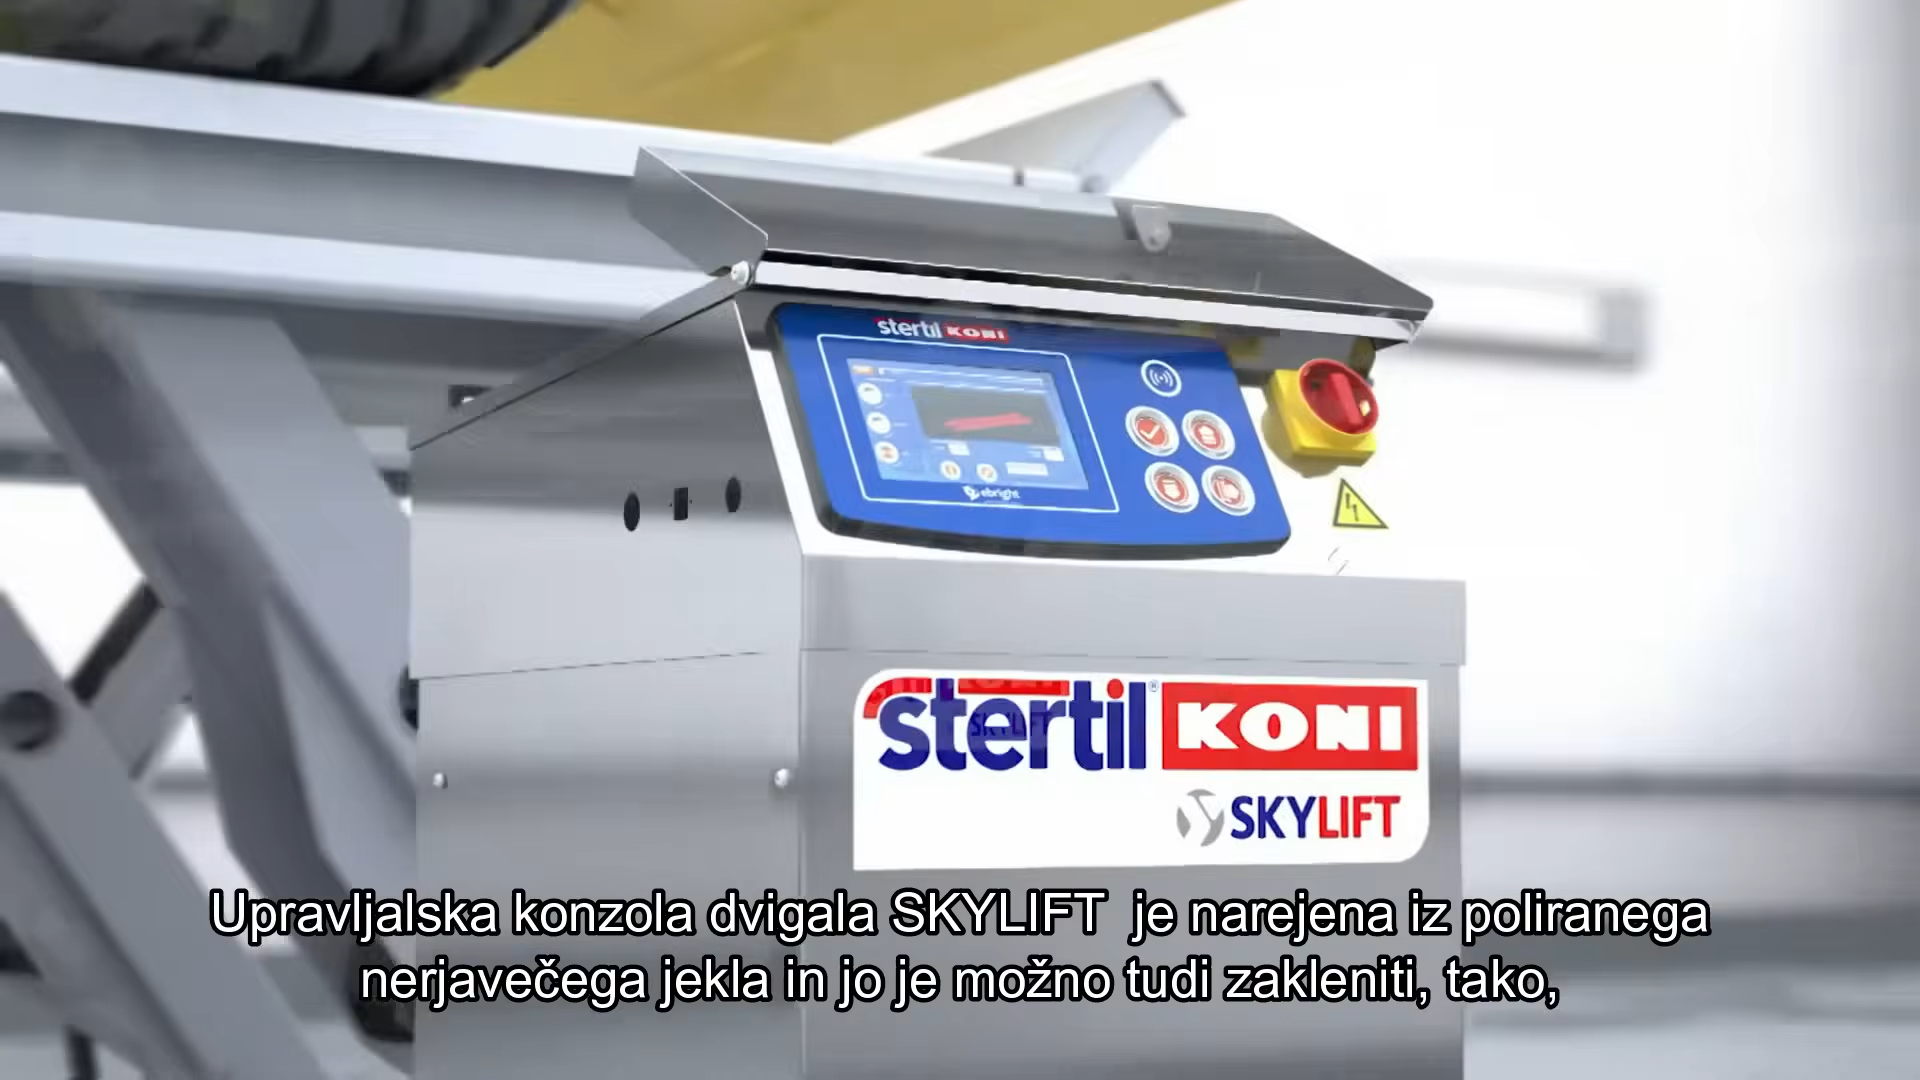 stertil KONI
ebright
stertil® KONI
SKYLIFT
Upravljalska konzola dvigala SKYLIFT je narejena iz poliranega
nerjavečega jekla in jo je možno tudi zakleniti, tako,